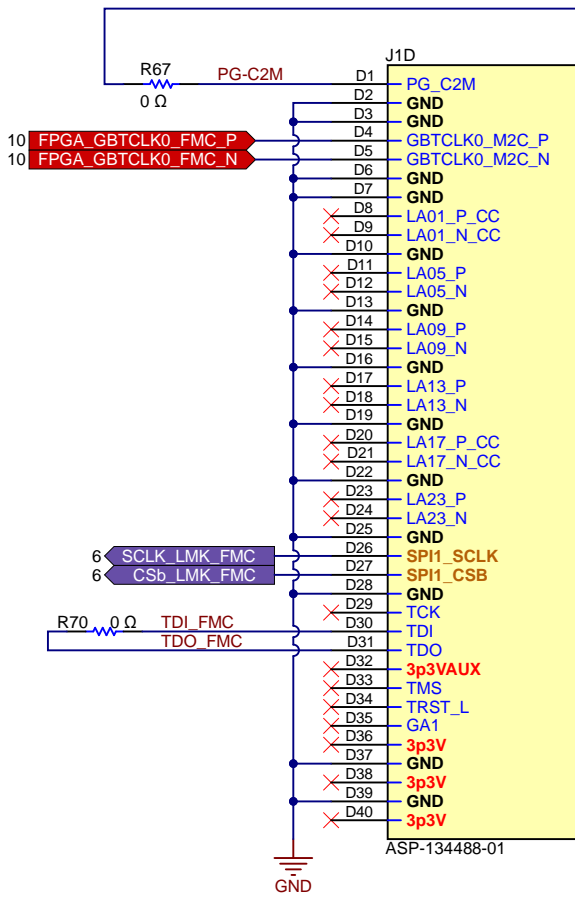 J1D
R67
PG-C2M
0 Ω
D1 PG_C2M
D2 GND
D3 GND
10 FPGA_GBTCLK0_FMC_P D4 GBTCLK0_M2C_P
10 FPGA_GBTCLK0_FMC_N D5 GBTCLK0_M2C_N
D6 GND
D7 GND
D8 LA01_P_CC
D9 LA01_N_CC
D10 GND
D11 LA05_P
D12 LA05_N
D13 GND
D14 LA09_P
D15 LA09_N
D16 GND
D17 LA13_P
D18 LA13_N
D19 GND
D20 LA17_P_CC
D21 LA17_N_CC
D22 GND
D23 LA23_P
D24 LA23_N
D25 GND
6 SCLK_LMK_FMC D26 SPI1_SCLK
6 CSb_LMK_FMC D27 SPI1_CSB
D28 GND
D29 TCK
R70 0 Ω TDI_FMC D30 TDI
TDO_FMC D31 TDO
D32 3p3VAUX
D33 TMS
D34 TRST_L
D35 GA1
D36 3p3V
D37 GND
D38 3p3V
D39 GND
D40 3p3V
ASP-134488-01
GND